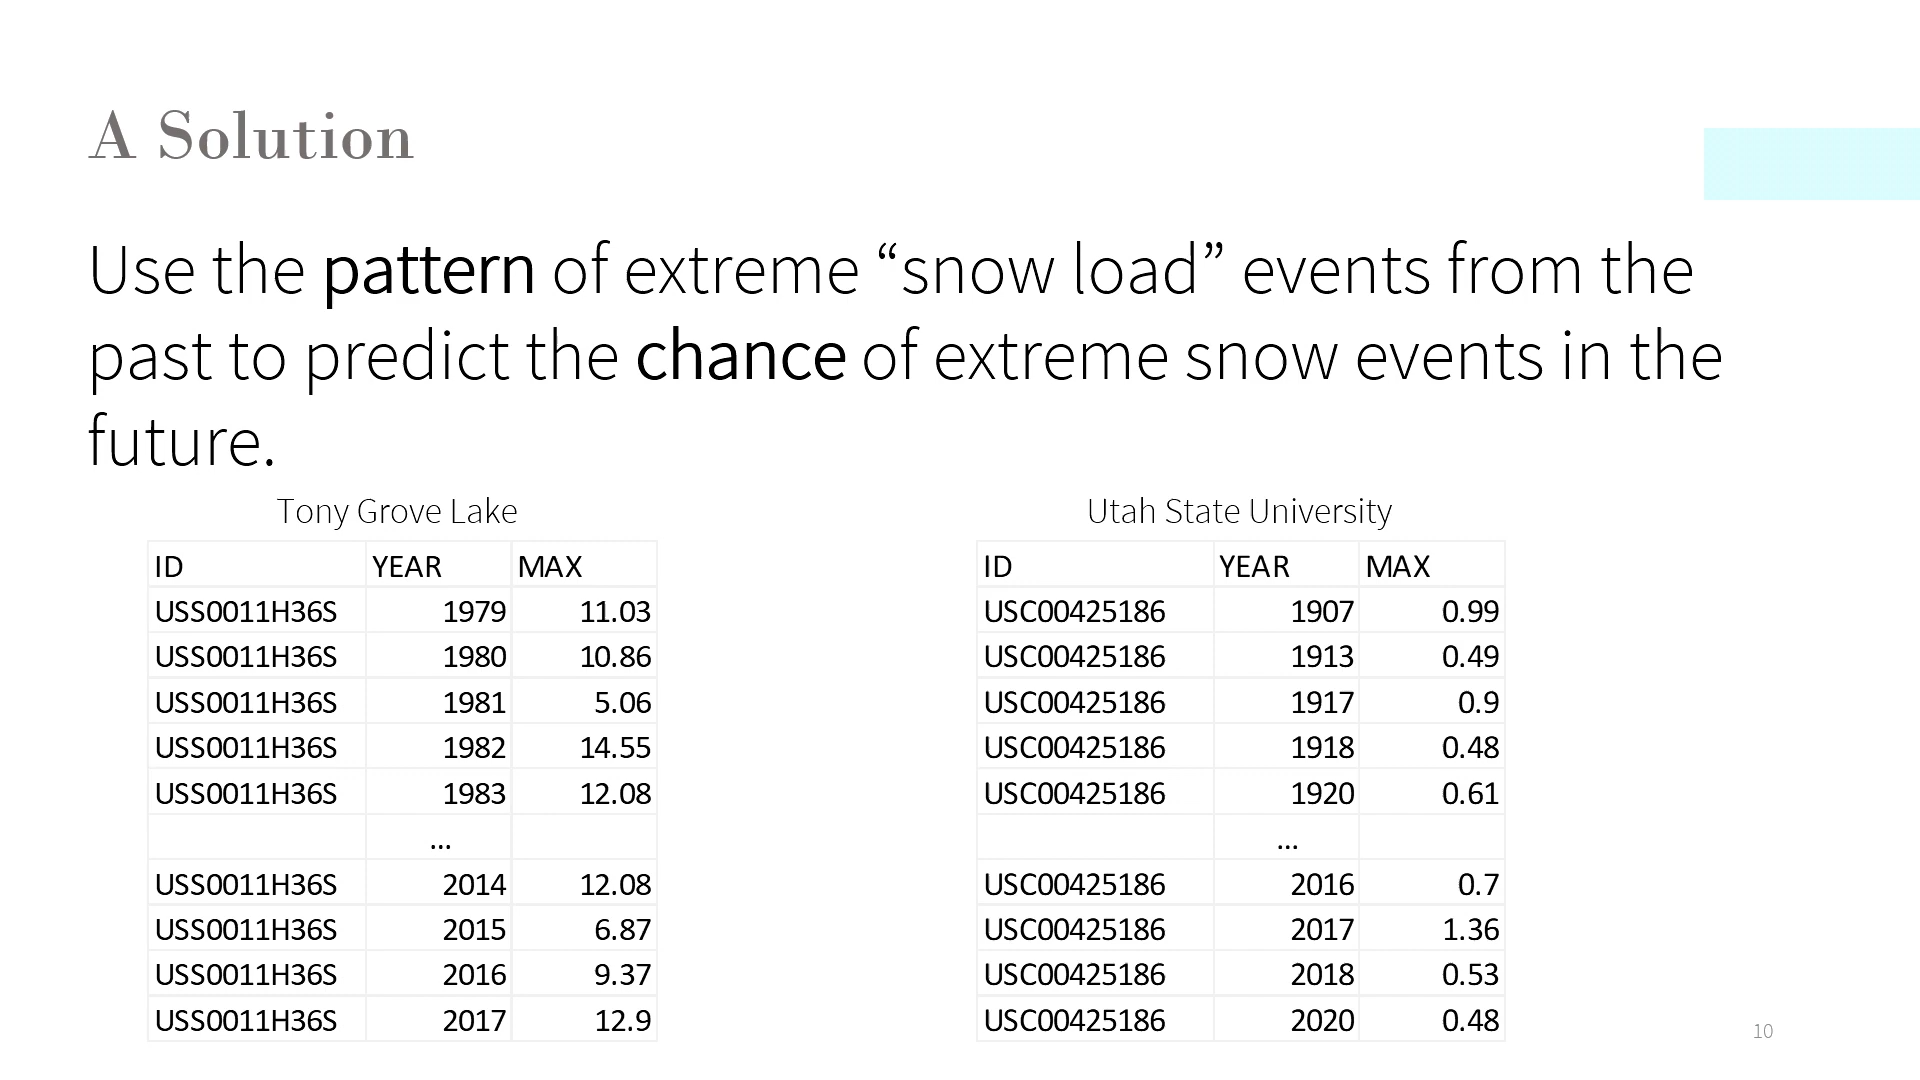 A Solution
Use the pattern of extreme “snow load” events from the
past to predict the chance of extreme snow events in the
future.
Tony Grove Lake
ID YEAR MAX
USS0011H36S 1979 11.03
USS0011H36S 1980 10.86
USS0011H36S 1981 5.06
USS0011H36S 1982 14.55
USS0011H36S 1983 12.08
...
USS0011H36S 2014 12.08
USS0011H36S 2015 6.87
USS0011H36S 2016 9.37
USS0011H36S 2017 12.9
Utah State University
ID YEAR MAX
USC00425186 1907 0.99
USC00425186 1913 0.49
USC00425186 1917 0.9
USC00425186 1918 0.48
USC00425186 1920 0.61
...
USC00425186 2016 0.7
USC00425186 2017 1.36
USC00425186 2018 0.53
USC00425186 2020 0.48
10